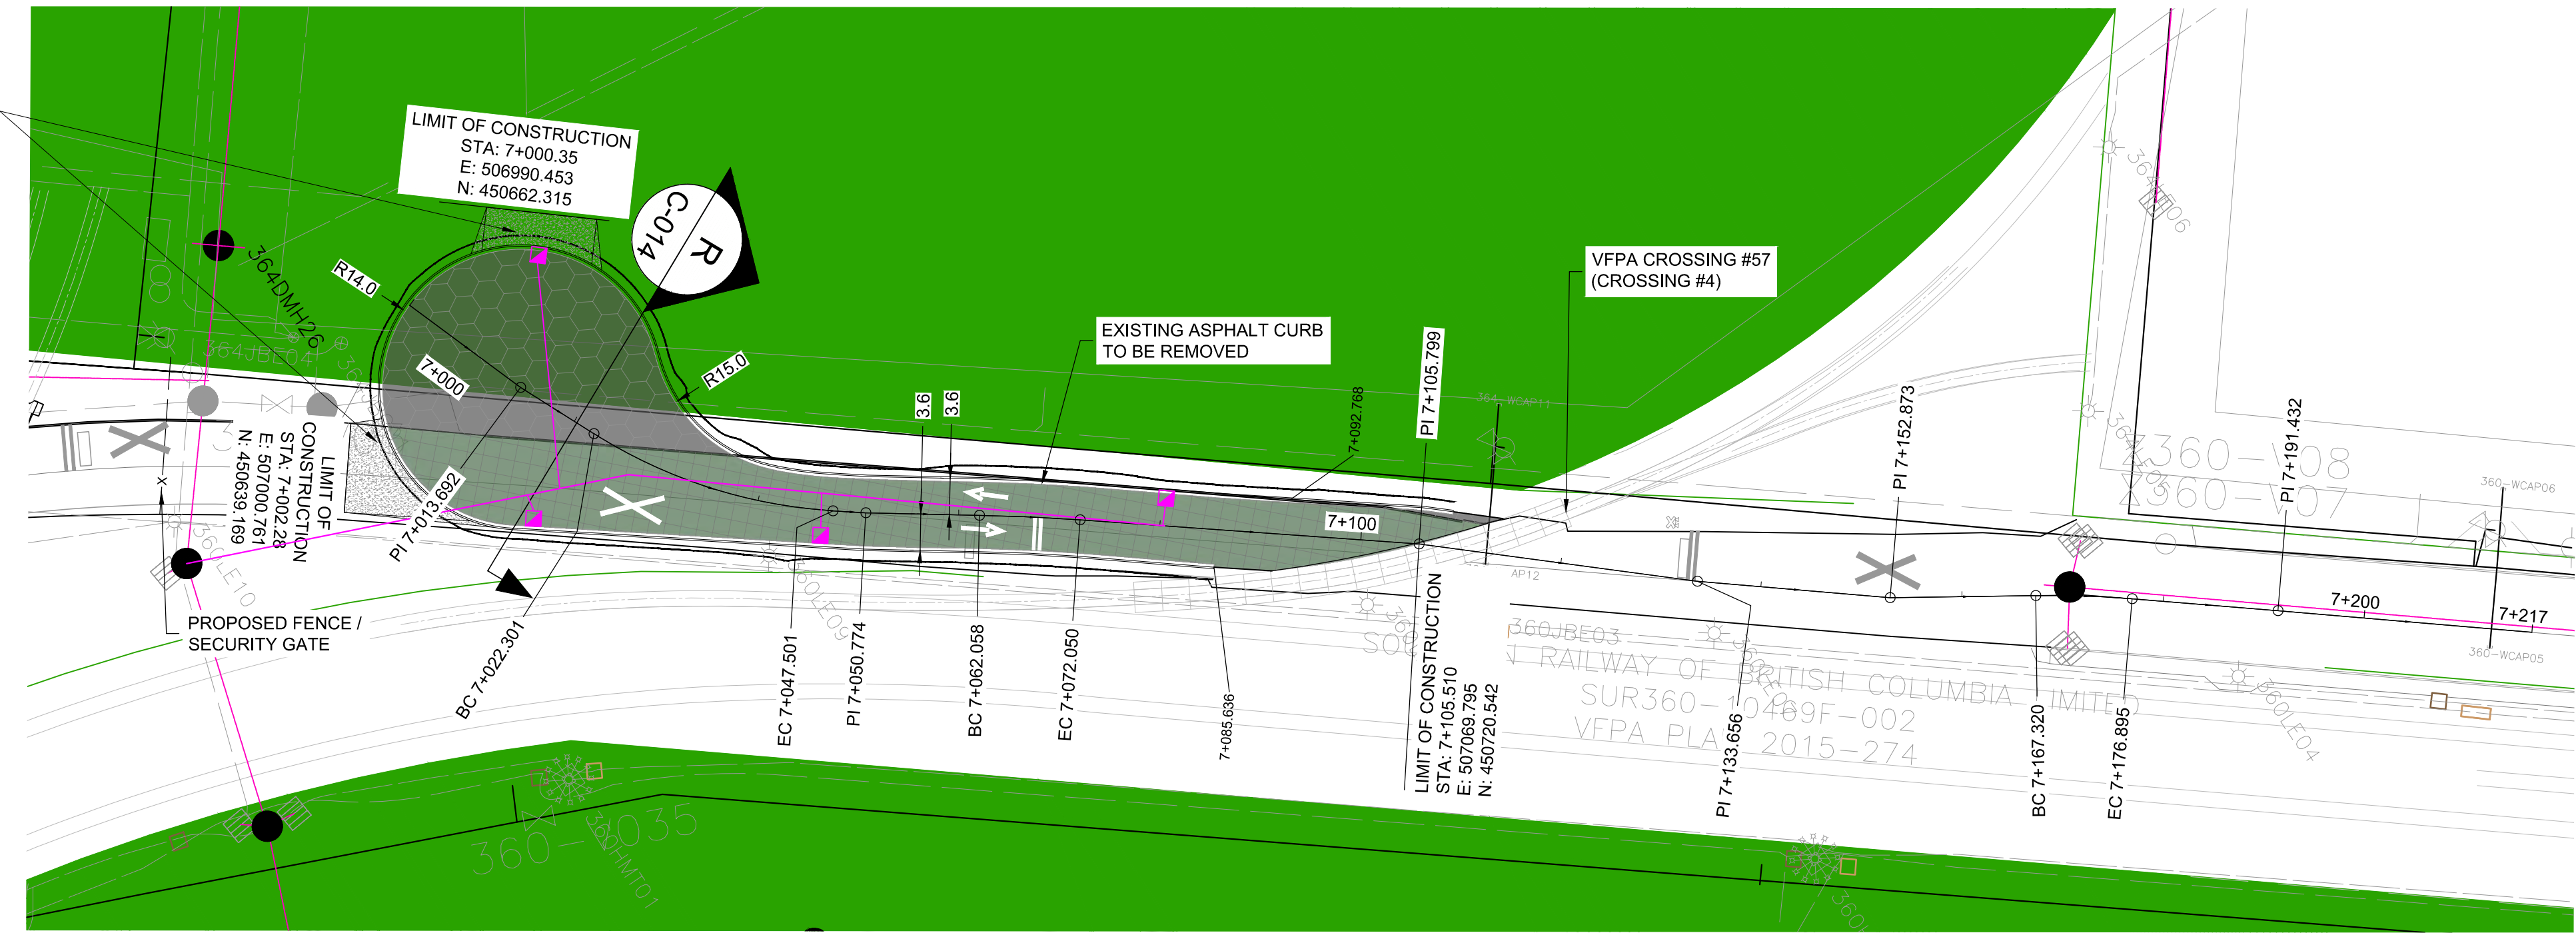 LIMIT OF CONSTRUCTION
STA: 7+000.35
E: 506990.453
N: 450662.315
R
C-014
R14.0
364DMH26
364JBE04
7+000
R15.0
3.6
3.6
EXISTING ASPHALT CURB
TO BE REMOVED
7+092.768
PI 7+105.799
364-WCAP11
VFPA CROSSING #57
(CROSSING #4)
PI 7+152.873
PI 7+191.432
360-WCAP06
LIMIT OF
CONSTRUCTION
STA: 7+002.28
E: 507000.761
N: 450639.169
X
PI 7+013.692
7+100
AP12
PROPOSED FENCE /
SECURITY GATE
BC 7+022.301
360LE09
EC 7+047.501
PI 7+050.774
BC 7+062.058
EC 7+072.050
7+085.636
LIMIT OF CONSTRUCTION
STA: 7+105.510
E: 507069.795
N: 450720.542
360JBE03
RAILWAY OF BRITISH COLUMBIA
SUR360-10469F-002
2015-274
PI 7+133.656
BC 7+167.320
EC 7+176.895
7+200
7+217
360-WCAP05
360LE04